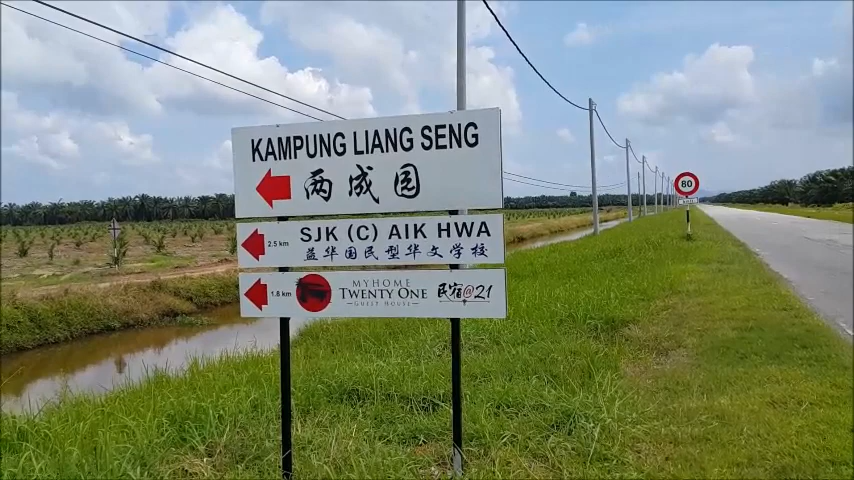 KAMPUNG LIANG SENG
两成园
SJK (C) AIK HWA
2.5 km
益华国民型华文学校
1.8 km
MYHOME
TWENTY ONE
GUEST HOUSE
民宿@21
80